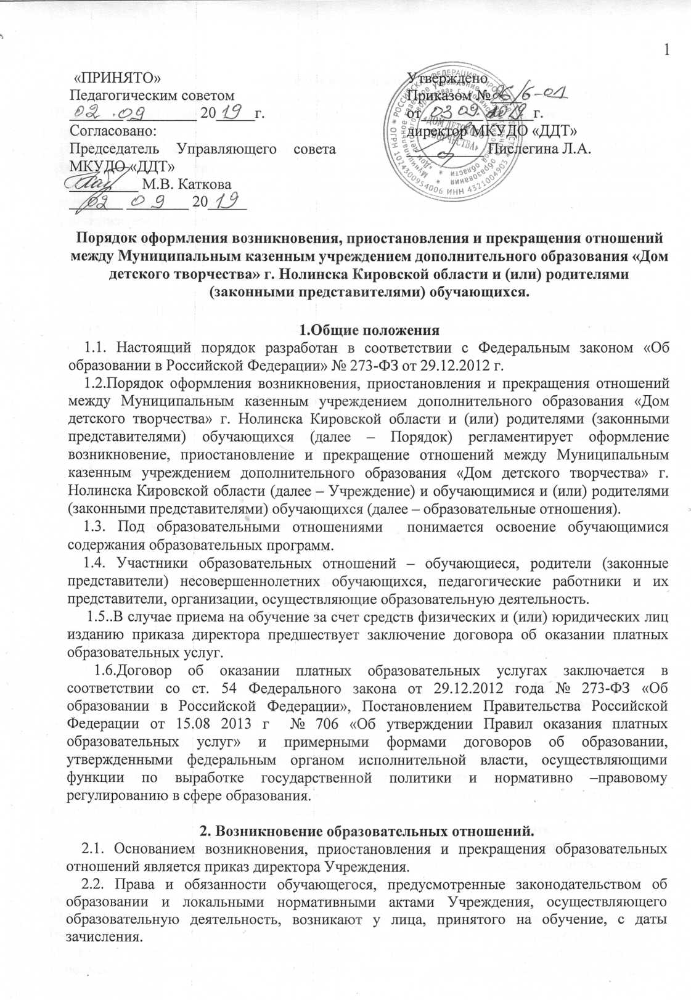 1
«ПРИНЯТО»
Педагогическим советом
02 . 09 2019 г.
Согласовано:
Председатель Управляющего совета
МКУДО «ДДТ»
М.В. Каткова
02 09 2019
Утверждено
Приказом № 26/6-01
от 03 09. 2019 г.
директор МКУДО «ДДТ»
Пислегина Л.А.
РОССИЙСКАЯ ФЕДЕРАЦИЯ
ОГРН 1024300954006 ИНН 4321004903
«ДОМ ДЕТСКОГО
ТВОРЧЕСТВА»
Порядок оформления возникновения, приостановления и прекращения отношений
между Муниципальным казенным учреждением дополнительного образования «Дом
детского творчества» г. Нолинска Кировской области и (или) родителями
(законными представителями) обучающихся.
1.Общие положения
1.1. Настоящий порядок разработан в соответствии с Федеральным законом «Об
образовании в Российской Федерации» № 273-ФЗ от 29.12.2012 г.
1.2.Порядок оформления возникновения, приостановления и прекращения отношений
между Муниципальным казенным учреждением дополнительного образования «Дом
детского творчества» г. Нолинска Кировской области и (или) родителями (законными
представителями) обучающихся (далее – Порядок) регламентирует оформление
возникновение, приостановление и прекращение отношений между Муниципальным
казенным учреждением дополнительного образования «Дом детского творчества» г.
Нолинска Кировской области (далее – Учреждение) и обучающимися и (или) родителями
(законными представителями) обучающихся (далее – образовательные отношения).
1.3. Под образовательными отношениями понимается освоение обучающимися
содержания образовательных программ.
1.4. Участники образовательных отношений – обучающиеся, родители (законные
представители) несовершеннолетних обучающихся, педагогические работники и их
представители, организации, осуществляющие образовательную деятельность.
1.5..В случае приема на обучение за счет средств физических и (или) юридических лиц
изданию приказа директора предшествует заключение договора об оказании платных
образовательных услуг.
1.6.Договор об оказании платных образовательных услугах заключается в
соответствии со ст. 54 Федерального закона от 29.12.2012 года № 273-ФЗ «Об
образовании в Российской Федерации», Постановлением Правительства Российской
Федерации от 15.08 2013 г № 706 «Об утверждении Правил оказания платных
образовательных услуг» и примерными формами договоров об образовании,
утвержденными федеральным органом исполнительной власти, осуществляющими
функции по выработке государственной политики и нормативно –правовому
регулированию в сфере образования.
2. Возникновение образовательных отношений.
2.1. Основанием возникновения, приостановления и прекращения образовательных
отношений является приказ директора Учреждения.
2.2. Права и обязанности обучающегося, предусмотренные законодательством об
образовании и локальными нормативными актами Учреждения, осуществляющего
образовательную деятельность, возникают у лица, принятого на обучение, с даты
зачисления.